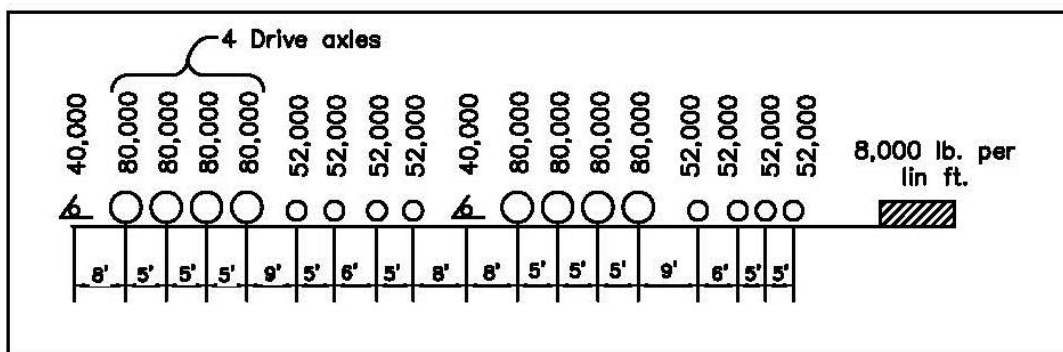 4 Drive axles
40,000 80,000 80,000 80,000 80,000 52,000 52,000 52,000 52,000 40,000 80,000 80,000 80,000 80,000 52,000 52,000 52,000 52,000
8,000 lb. per
lin ft.
8' 5' 5' 5' 9' 5' 6' 5' 8' 8' 5' 5' 5' 9' 6' 5' 5'